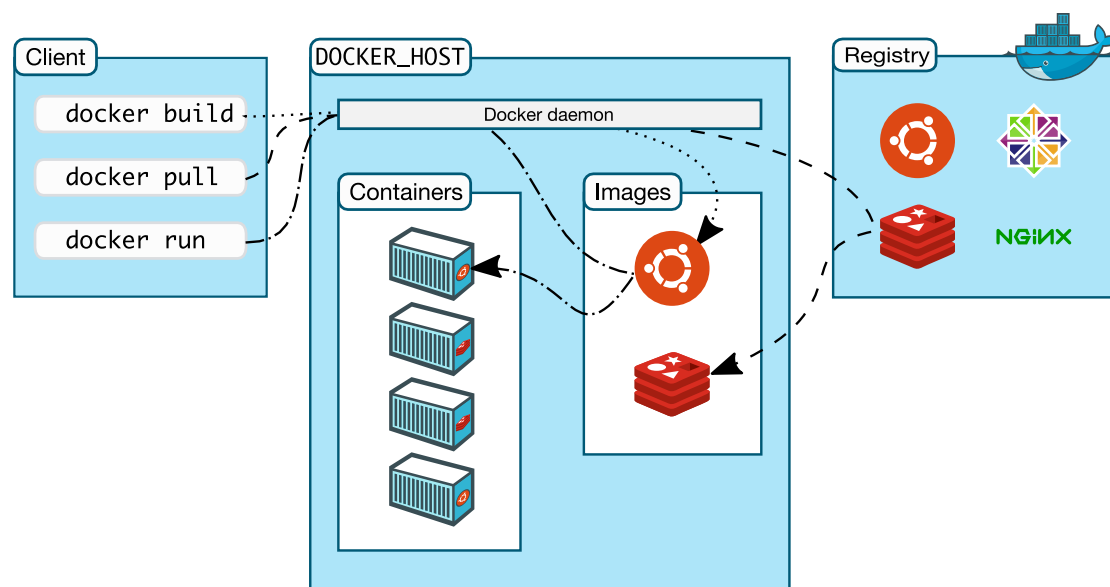 Client
docker build
docker pull
docker run
DOCKER_HOST
Docker daemon
Containers
Images
Registry
NGINX